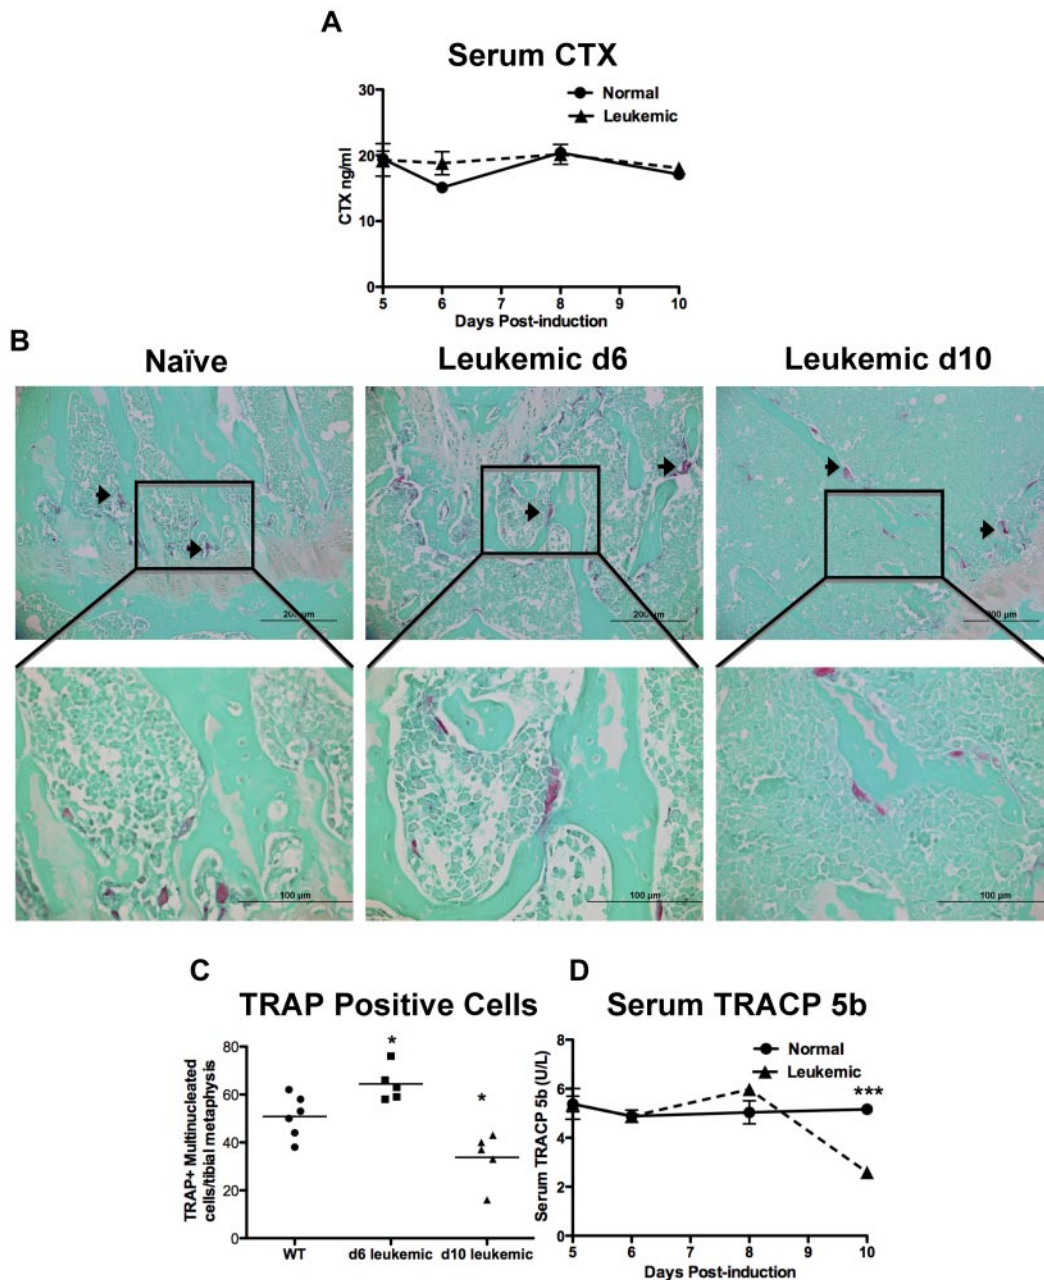 A
Serum CTX
30
20
10
0
CTX ng/ml
Normal
Leukemic
5 6 7 8 9 10
Days Post-induction
B
Naïve
Leukemic d6
Leukemic d10
200 µm
200 µm
200 µm
100 µm
100 µm
100 µm
C
TRAP Positive Cells
80
60
40
20
0
TRAP+ Multinucleated
cells/tibial metaphysis
*
*
WT d6 leukemic d10 leukemic
D
Serum TRACP 5b
8
6
4
2
0
Serum TRACP 5b (U/L)
Normal
Leukemic
***
5 6 7 8 9 10
Days Post-induction